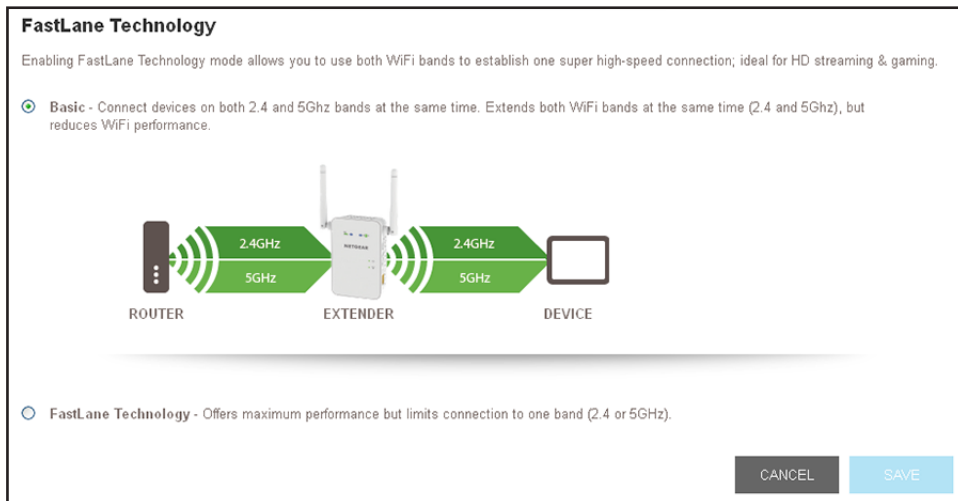 FastLane Technology
Enabling FastLane Technology mode allows you to use both WiFi bands to establish one super high-speed connection; ideal for HD streaming & gaming.
Basic - Connect devices on both 2.4 and 5Ghz bands at the same time. Extends both WiFi bands at the same time (2.4 and 5Ghz), but
reduces WiFi performance.
2.4GHz
2.4GHz
NETGEAR
5GHz
5GHz
ROUTER
EXTENDER
DEVICE
FastLane Technology - Offers maximum performance but limits connection to one band (2.4 or 5GHz).
CANCEL
SAVE